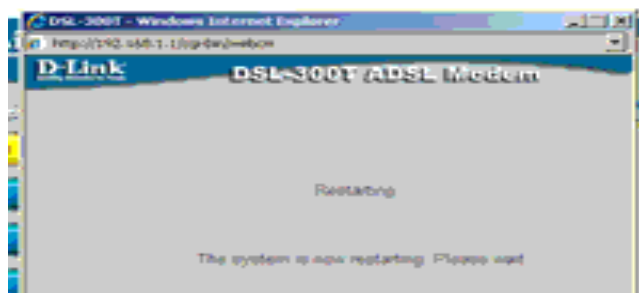 DSL-300T - Windows Internet Explorer
http://192.168.1.1/cgi-bin/webcm
D-Link
DSL-300T ADSL Modem
Restarting
The system is now restarting. Please wait